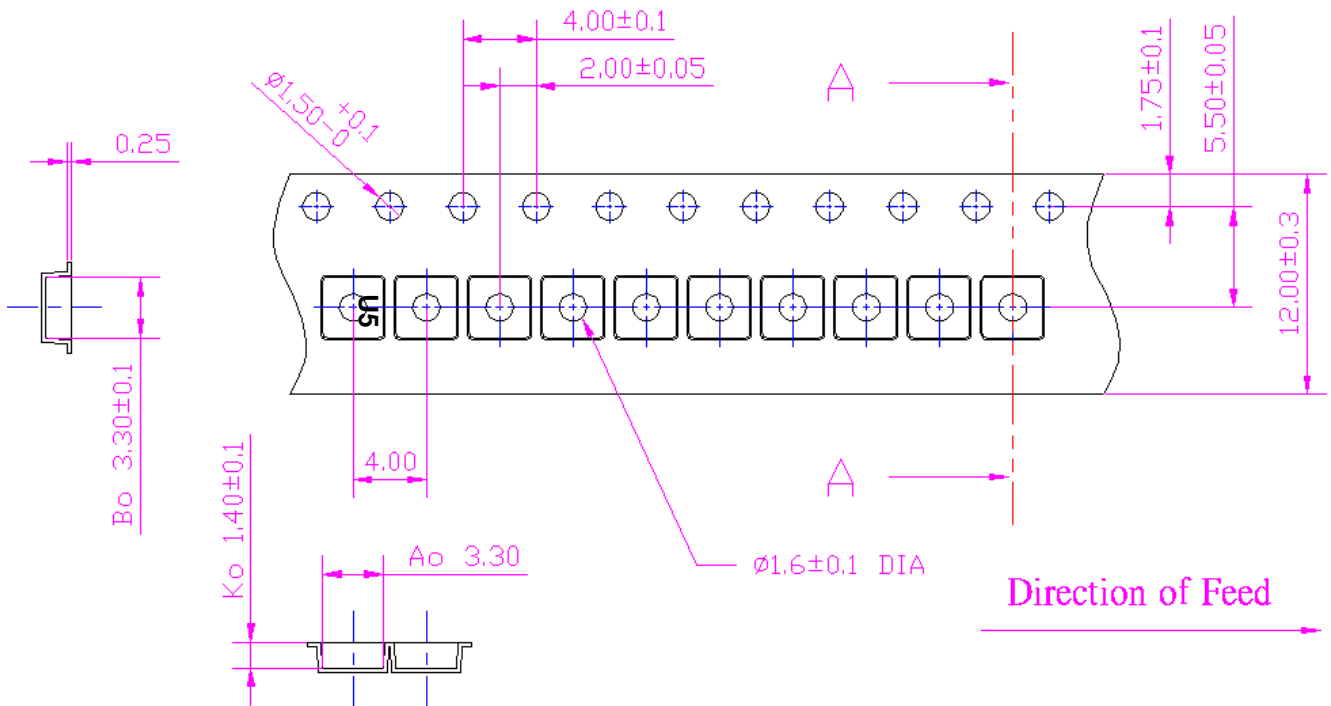 4.00±0.1
2.00±0.05
A
1.75±0.1
5.50±0.05
Ø1.50 +0.1 -0
0.25
12.00±0.3
U5
Bo 3.30±0.1
4.00
A
Ko 1.40±0.1
Ao 3.30
Ø1.6±0.1 DIA
Direction of Feed